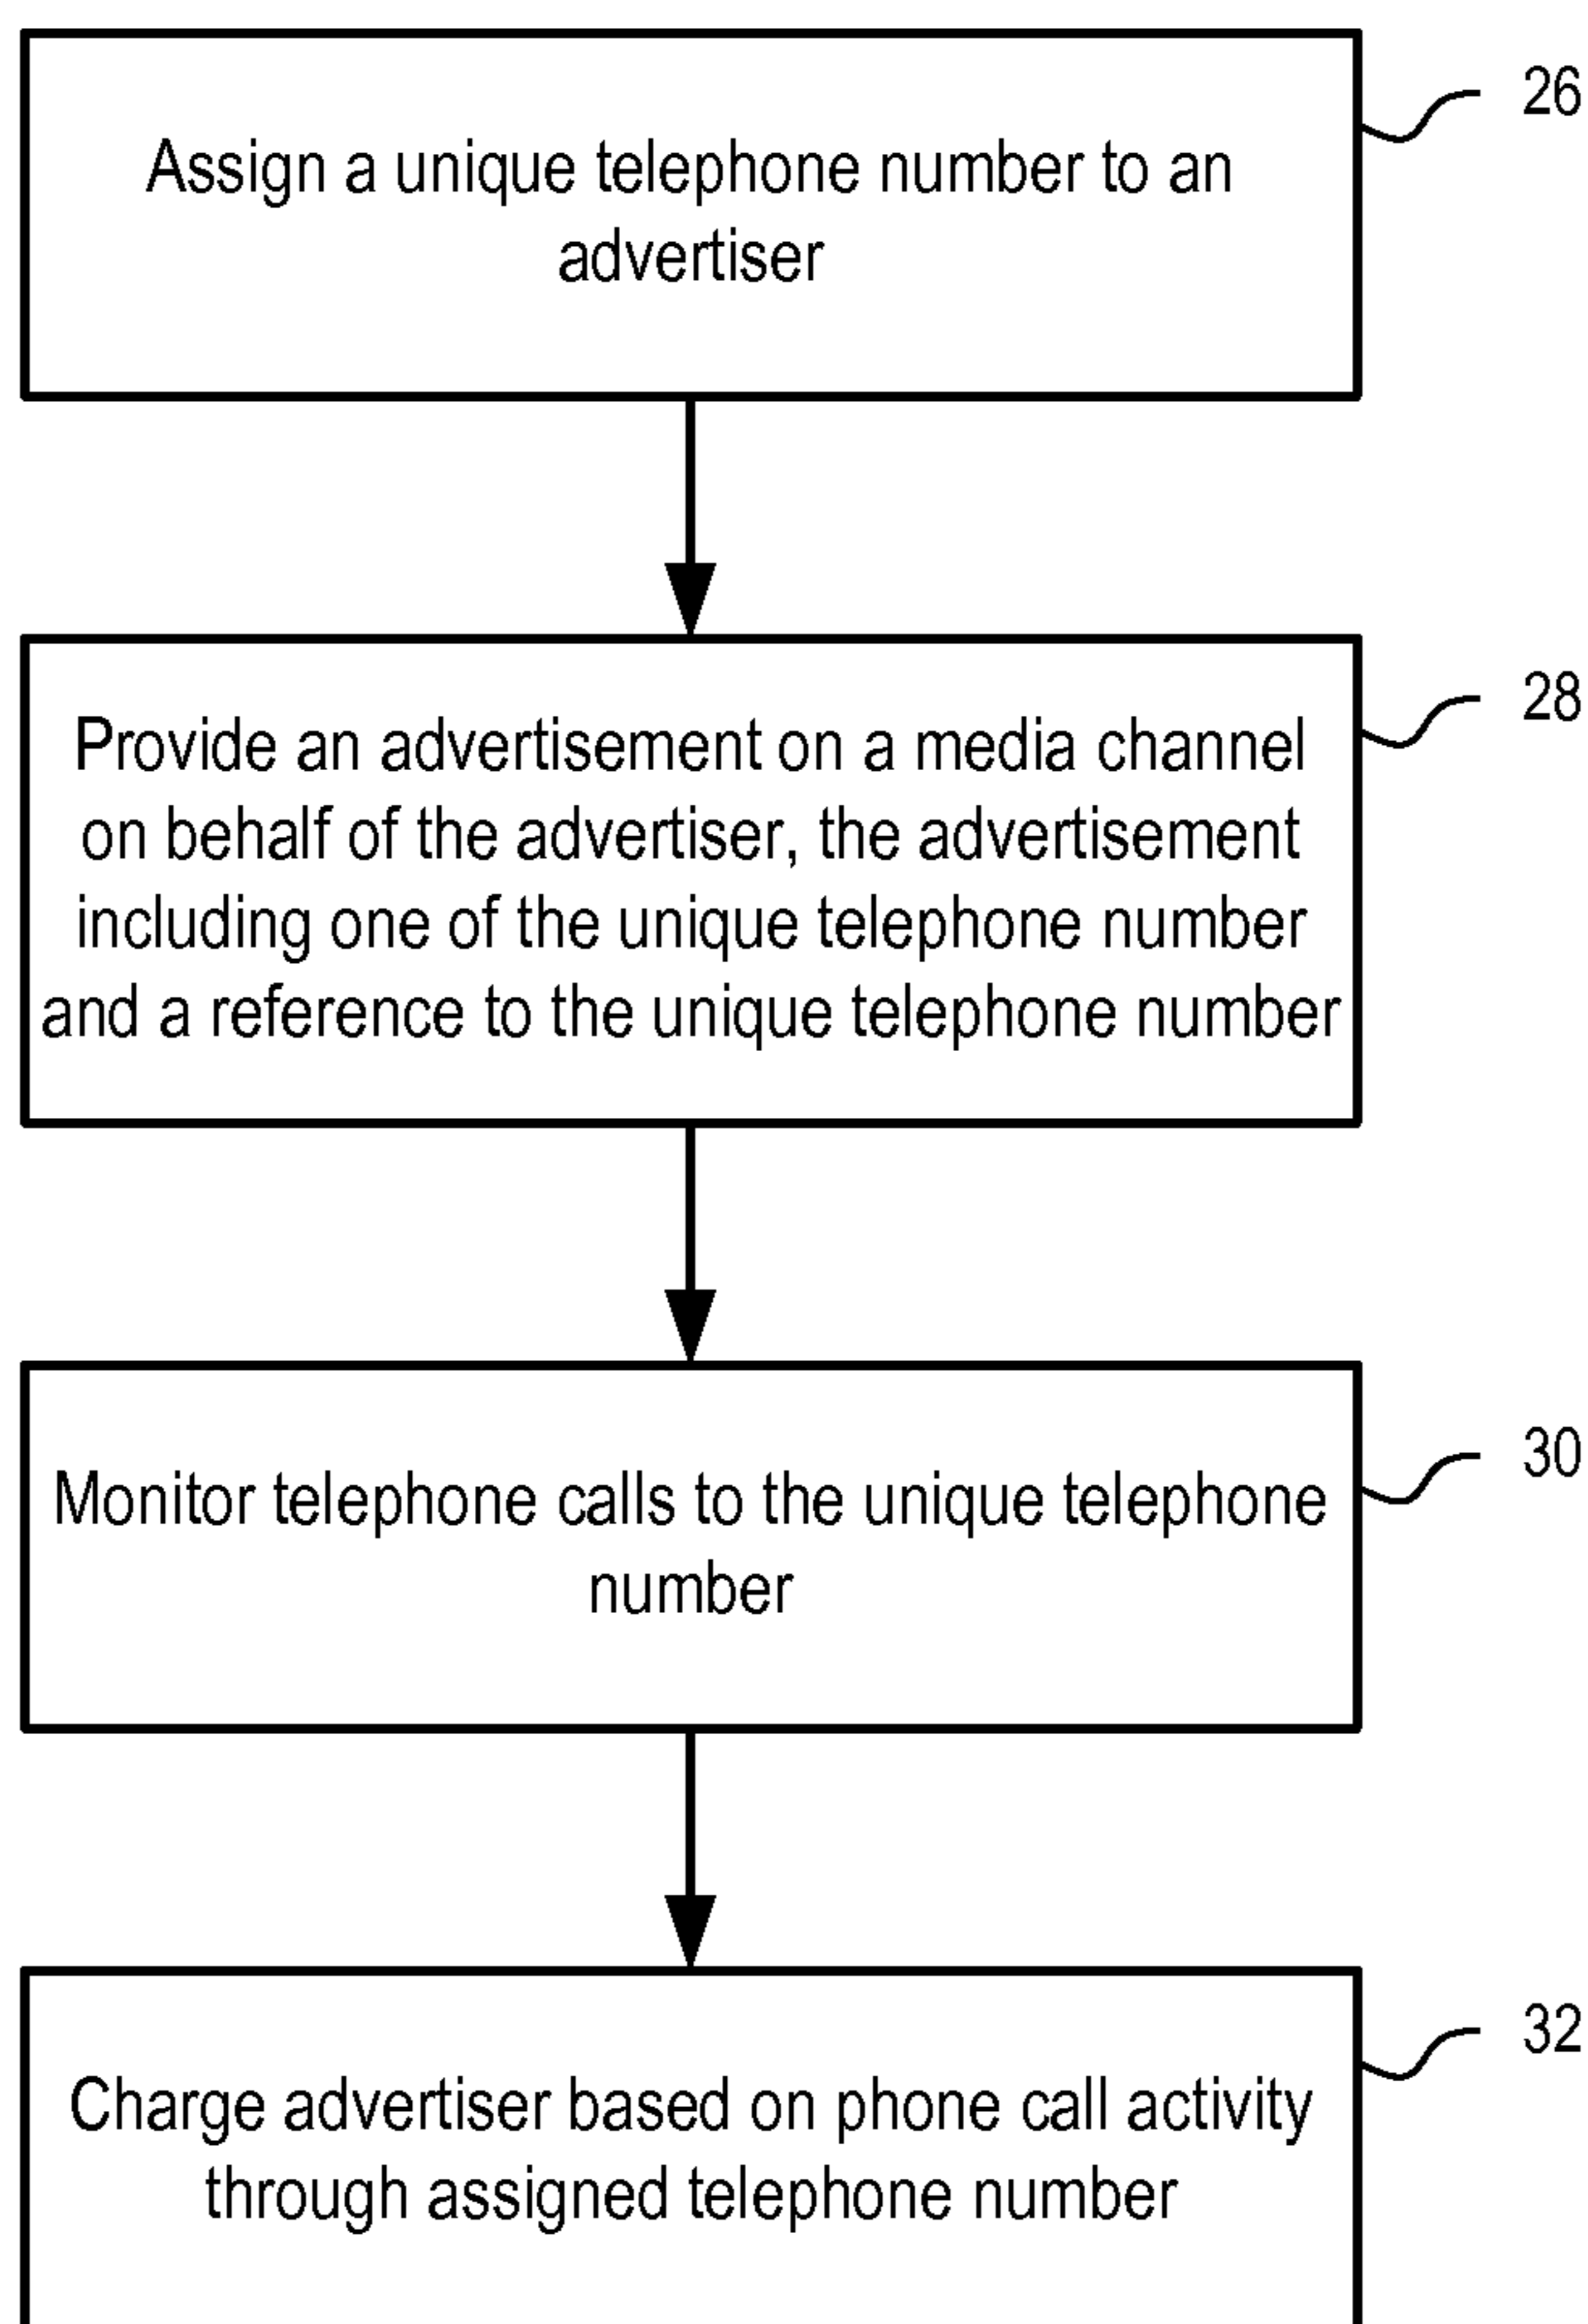 26
Assign a unique telephone number to an
advertiser
28
Provide an advertisement on a media channel
on behalf of the advertiser, the advertisement
including one of the unique telephone number
and a reference to the unique telephone number
30
Monitor telephone calls to the unique telephone
number
32
Charge advertiser based on phone call activity
through assigned telephone number